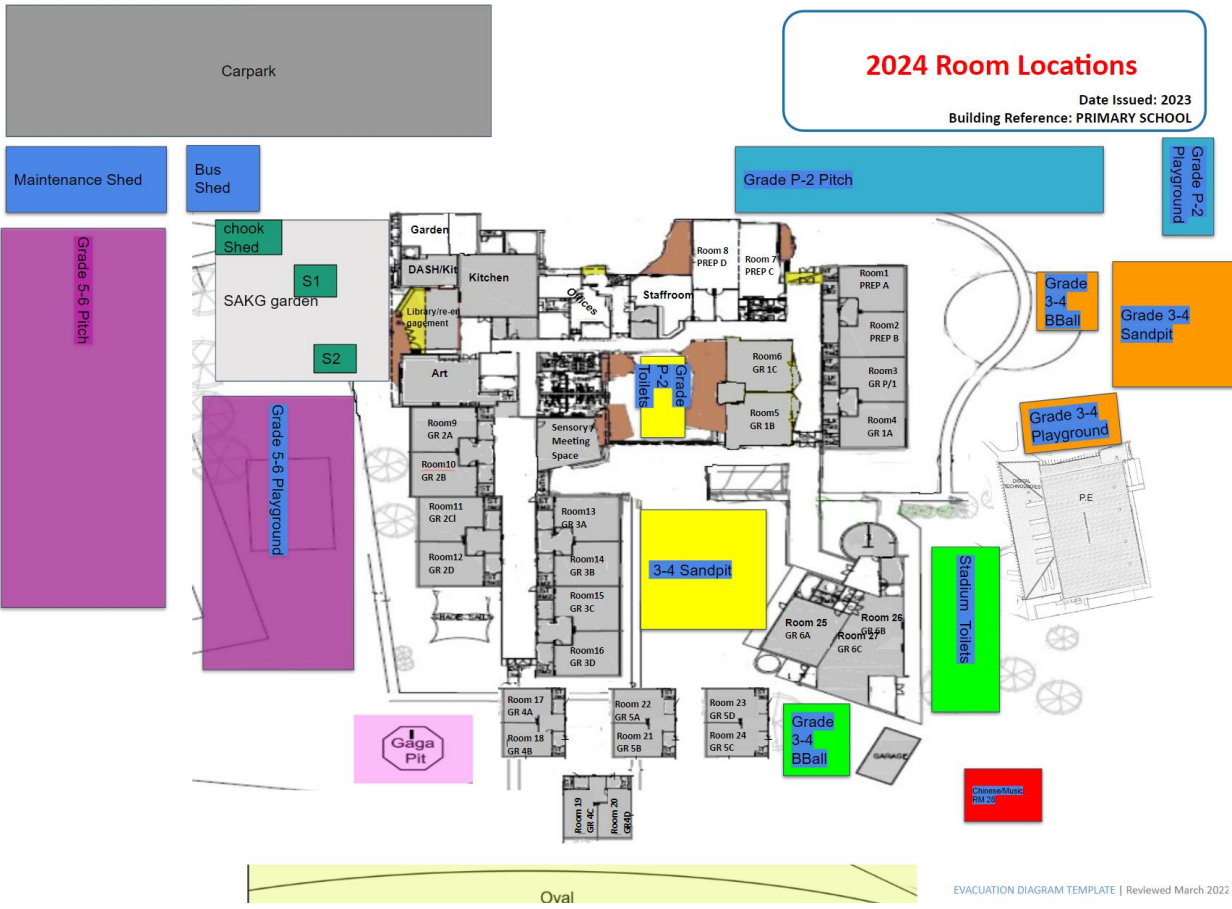 Carpark
2024 Room Locations
Date Issued: 2023
Building Reference: PRIMARY SCHOOL
Maintenance Shed
Bus
Shed
Grade P-2 Pitch
Grade P-2
Playground
chook
Shed
S1
SAKG garden
S2
Grade 5-6 Pitch
Grade 5-6 Playground
Garden
DASH/Kit
Kitchen
Library/re-en
gagement
Art
Offices
Staffroom
Room 8
PREP D
Room 7
PREP C
Room1
PREP A
Room2
PREP B
Room3
GR P/1
Room4
GR 1A
Room6
GR 1C
Room5
GR 1B
Grade
P-2
Toilets
Grade
3-4
BBall
Grade 3-4
Sandpit
Grade 3-4
Playground
DIGITAL
TECHNOLOGIES
P.E
Room9
GR 2A
Room10
GR 2B
Room11
GR 2Cl
Room12
GR 2D
Sensory /
Meeting
Space
Room13
GR 3A
Room14
GR 3B
Room15
GR 3C
Room16
GR 3D
SHADE SAILS
3-4 Sandpit
Room 25
GR 6A
Room 26
GR 6B
Room 27
GR 6C
Stadium Toilets
Room 17
GR 4A
Room 18
GR 4B
Room 22
GR 5A
Room 21
GR 5B
Room 23
GR 5D
Room 24
GR 5C
Grade
3-4
BBall
GARAGE
Gaga
Pit
Room 19
GR 4C
Room 20
GR4D
Chinese/Music
RM 28
Oval
EVACUATION DIAGRAM TEMPLATE | Reviewed March 2022